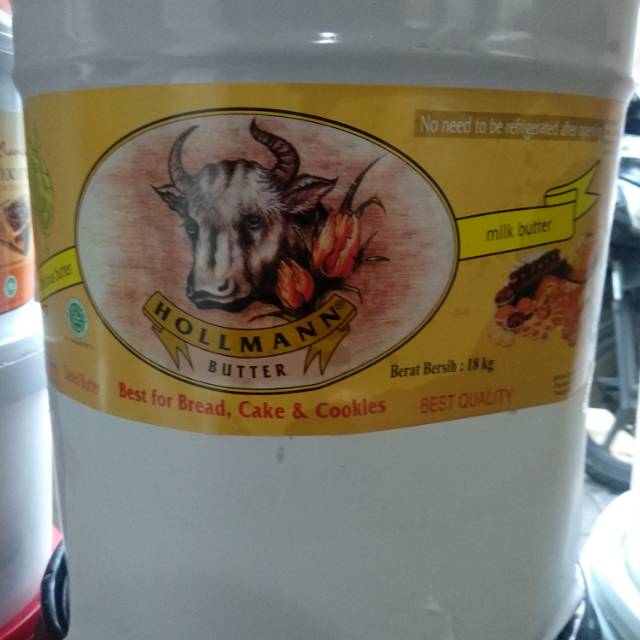 No need to be refrigerated after
milk butter
HOLLMANN
BUTTER
Berat Bersih : 18 kg
Best for Bread, Cake & Cookies
BEST QUALITY